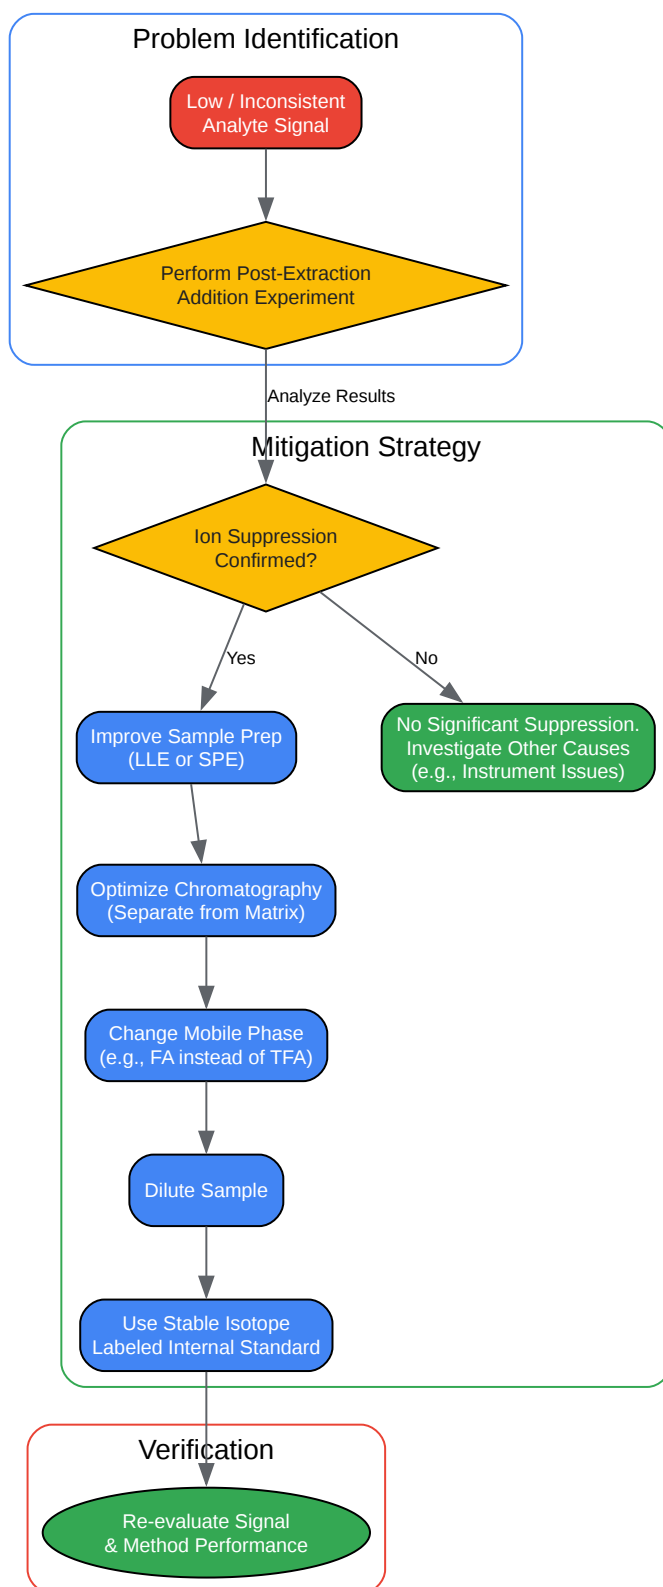 Problem Identification
Low / Inconsistent
Analyte Signal
Perform Post-Extraction
Addition Experiment
Analyze Results
Mitigation Strategy
Ion Suppression
Confirmed?
Yes
No
Improve Sample Prep
(LLE or SPE)
No Significant Suppression.
Investigate Other Causes
(e.g., Instrument Issues)
Optimize Chromatography
(Separate from Matrix)
Change Mobile Phase
(e.g., FA instead of TFA)
Dilute Sample
Use Stable Isotope
Labeled Internal Standard
Verification
Re-evaluate Signal
& Method Performance